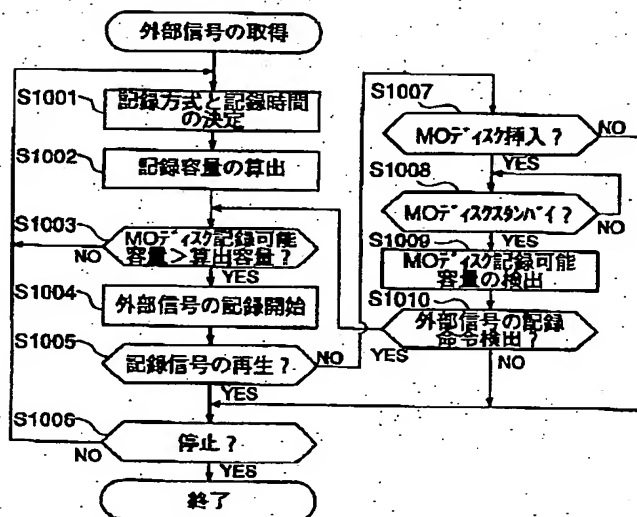 外部信号の取得
S1001
記録方式と記録時間
の決定
S1002
記録容量の算出
S1003
MOディスク記録可能
容量>算出容量?
NO
YES
S1004
外部信号の記録開始
S1005
記録信号の再生?
NO
YES
S1006
停止?
NO
YES
終了
S1007
MOディスク挿入?
NO
YES
S1008
MOディスクスタンバイ?
NO
YES
S1009
MOディスク記録可能
容量の検出
S1010
外部信号の記録
命令検出?
YES
NO